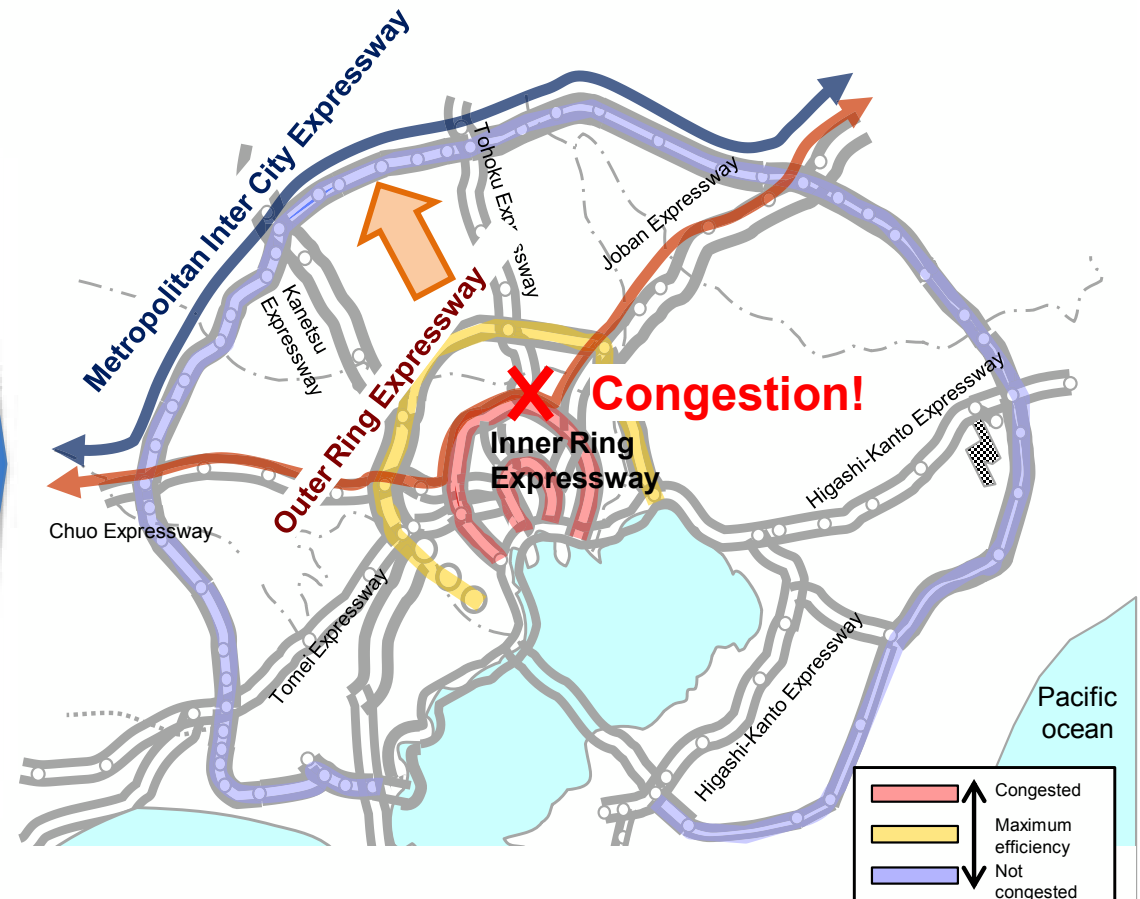 Metropolitan Inter City Expressway
Tohoku Expressway
Joban Expressway
Kanetsu
Expressway
Outer Ring Expressway
X
Congestion!
Inner Ring
Expressway
Higashi-Kanto Expressway
Chuo Expressway
Tomei Expressway
Higashi-Kanto Expressway
Pacific
ocean
Congested
Maximum
efficiency
Not
congested